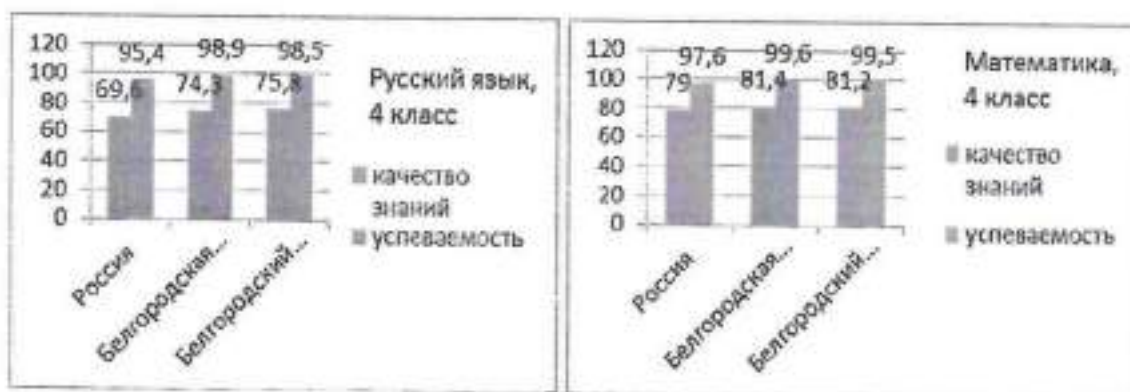 120
100
80
60
40
20
0
95,4
98,9
98,5
69,6
74,3
75,8
Россия
Белгородская...
Белгородский...
Русский язык,
4 класс
качество
знаний
успеваемость
120
100
80
60
40
20
0
97,6
99,6
99,5
79
81,4
81,2
Россия
Белгородская...
Белгородский...
Математика,
4 класс
качество
знаний
успеваемость